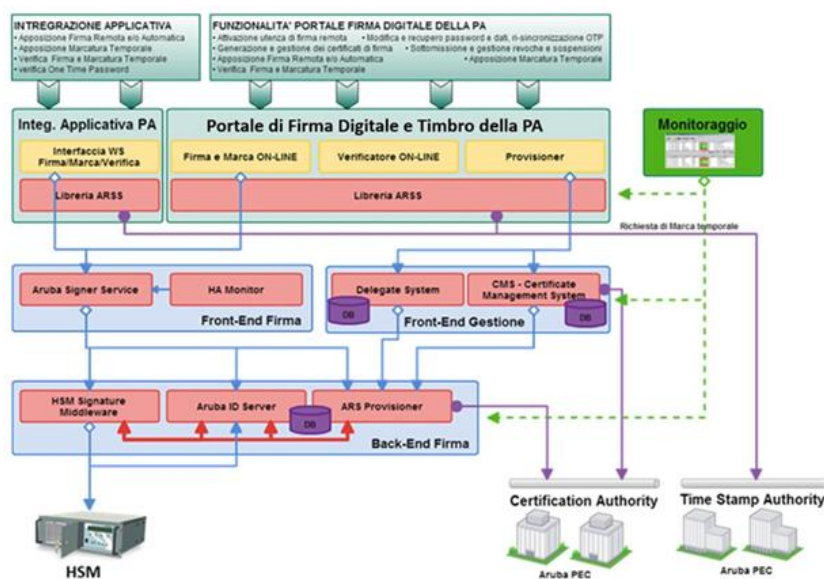 INTREGRAZIONE APPLICATIVA
• Apposizione Firma Remota e/o Automatica
• Apposizione Marcatura Temporale
• Verifica Firma e Marcatura Temporale
• verifica One Time Password
FUNZIONALITA' PORTALE FIRMA DIGITALE DELLA PA
• Attivazione utenza di firma remota • Modifica e recupero password e dati, ri-sincronizzazione OTP
• Generazione e gestione dei certificati di firma • Sottomissione e gestione revoche e sospensioni
• Apposizione Firma Remota e/o Automatica • Apposizione Marcatura Temporale
• Verifica Firma e Marcatura Temporale
Integ. Applicativa PA
Portale di Firma Digitale e Timbro della PA
Monitoraggio
Interfaccia WS
Firma/Marca/Verifica
Firma e Marca ON-LINE
Verificatore ON-LINE
Provisioner
Libreria ARSS
Libreria ARSS
Richiesta di Marca temporale
Aruba Signer Service
HA Monitor
Delegate System
CMS - Certificate
Management System
DB
DB
Front-End Firma
Front-End Gestione
HSM Signature
Middleware
Aruba ID Server
ARS Provisioner
DB
Back-End Firma
Certification Authority
Time Stamp Authority
HSM
Aruba PEC
Aruba PEC